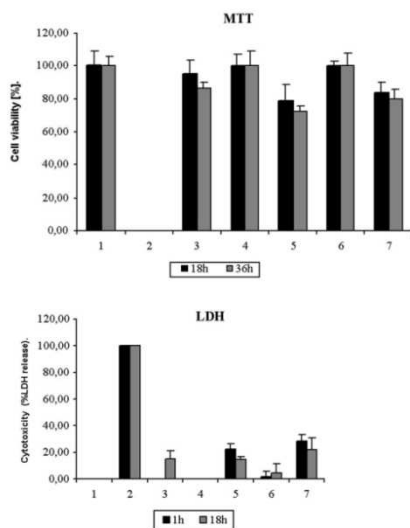 MTT
Cell viability [%].
120,00
100,00
80,00
60,00
40,00
20,00
0,00
1 2 3 4 5 6 7
18h 36h
LDH
Cytotoxicity (%LDH release).
120,00
100,00
80,00
60,00
40,00
20,00
0,00
1 2 3 4 5 6 7
1h 18h